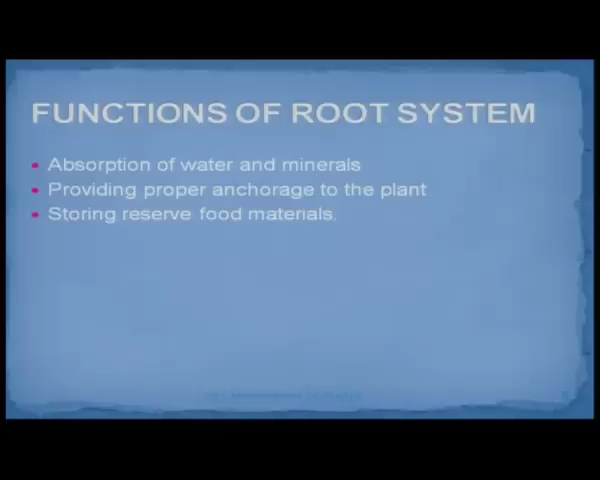 FUNCTIONS OF ROOT SYSTEM
Absorption of water and minerals
Providing proper anchorage to the plant
Storing reserve food materials.